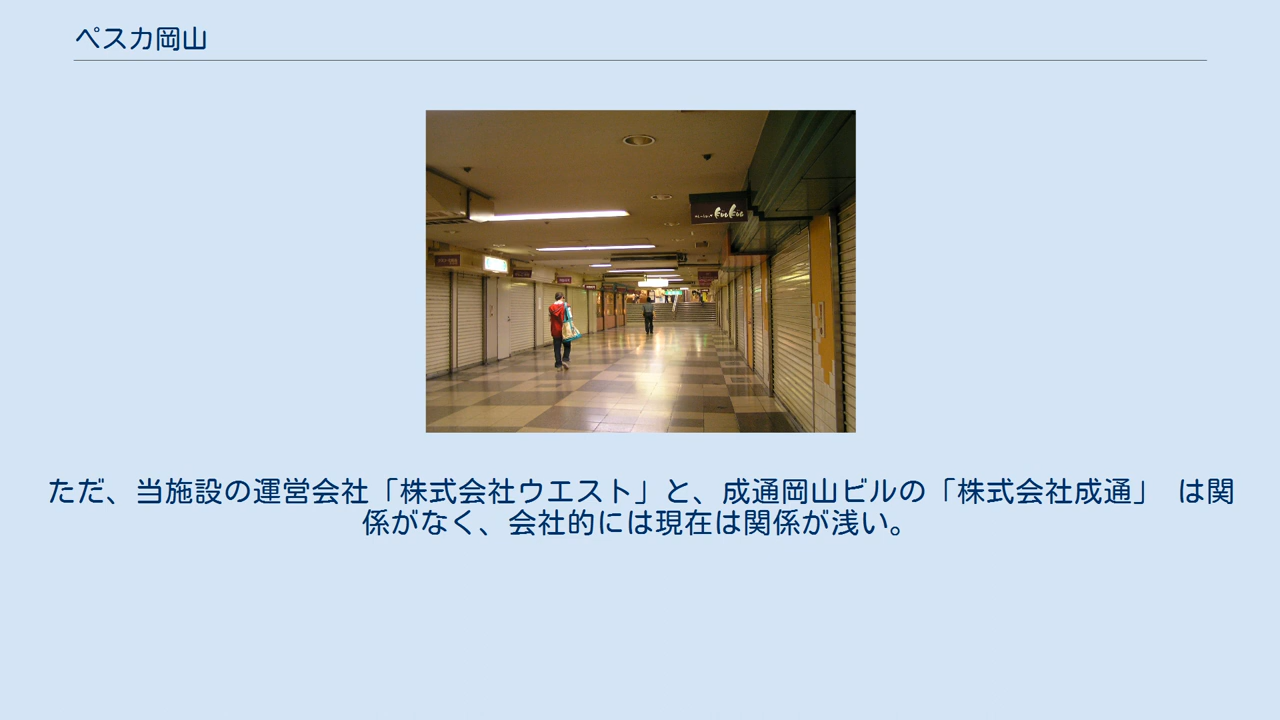 ペスカ岡山
ただ、当施設の運営会社「株式会社ウエスト」と、成通岡山ビルの「株式会社成通」 は関
係がなく、会社的には現在は関係が浅い。